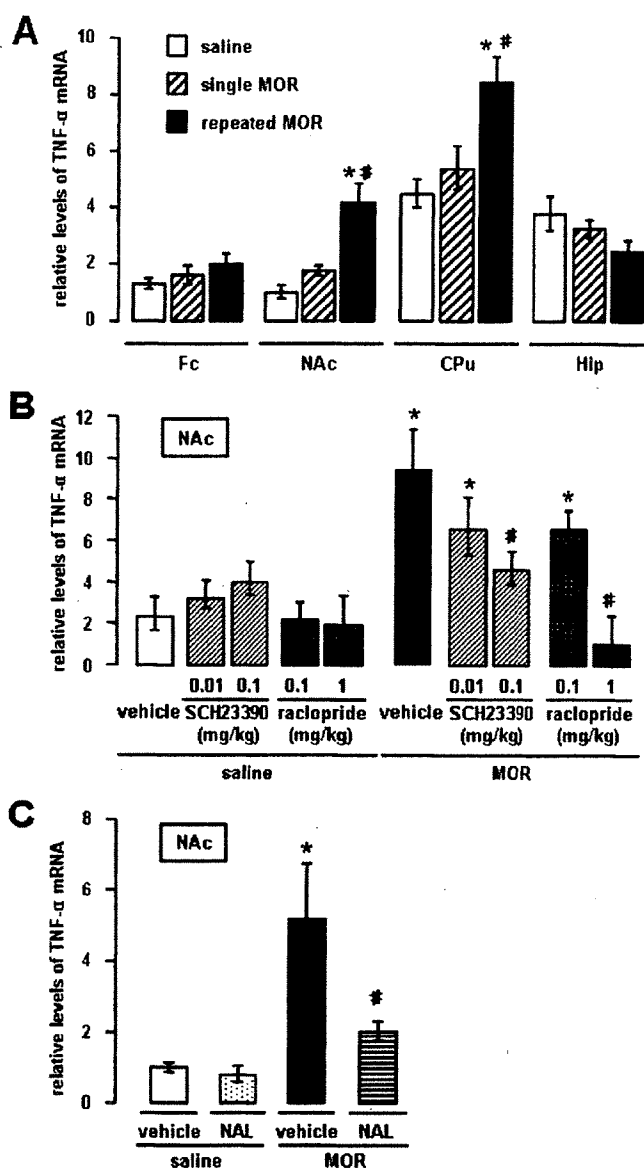 A
relative levels of TNF-α mRNA
10
8
6
4
2
0
saline
single MOR
repeated MOR
*#
*#
Fc
NAc
CPu
Hip
B
relative levels of TNF-α mRNA
12
10
8
6
4
2
0
NAc
*
*
#
*
#
0.01 0.1 0.1 1 0.01 0.1 0.1 1
vehicle SCH23390 raclopride vehicle SCH23390 raclopride
(mg/kg) (mg/kg) (mg/kg) (mg/kg)
saline MOR
C
relative levels of TNF-α mRNA
8
6
4
2
0
NAc
*
#
vehicle NAL vehicle NAL
saline MOR